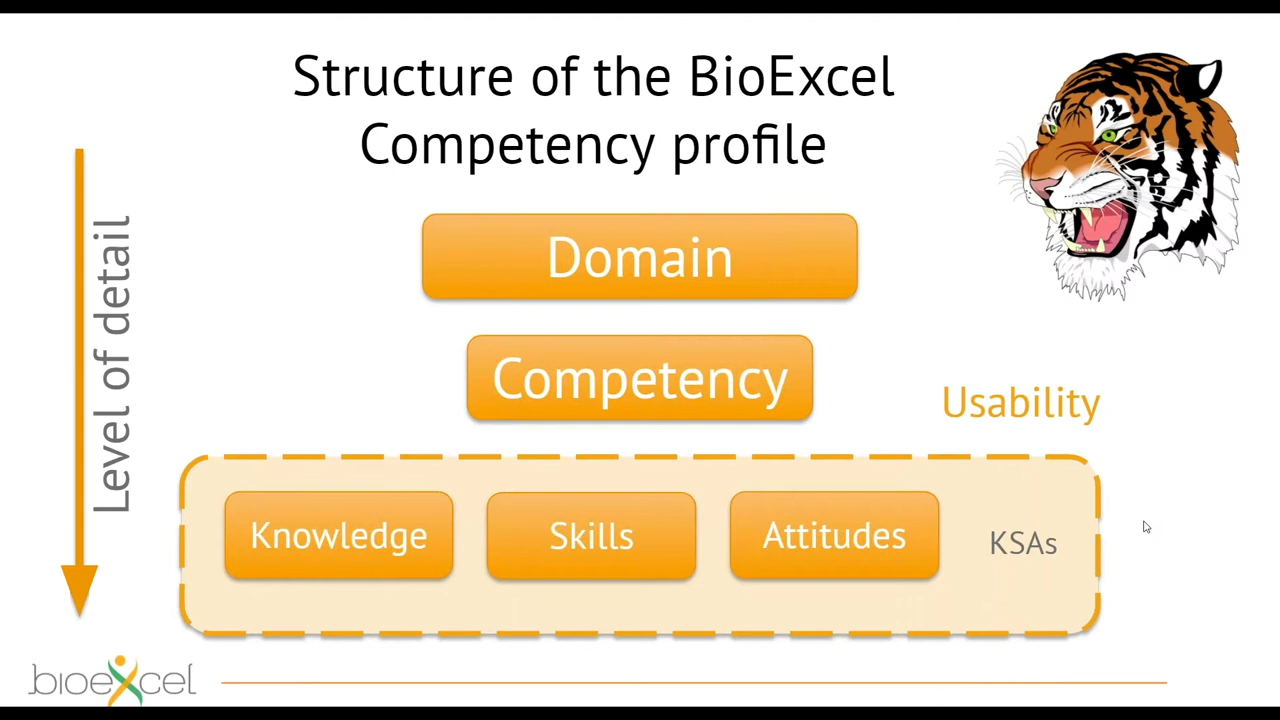 Structure of the BioExcel
Competency profile
Level of detail
Domain
Competency
Usability
Knowledge
Skills
Attitudes
KSAs
bioexcel